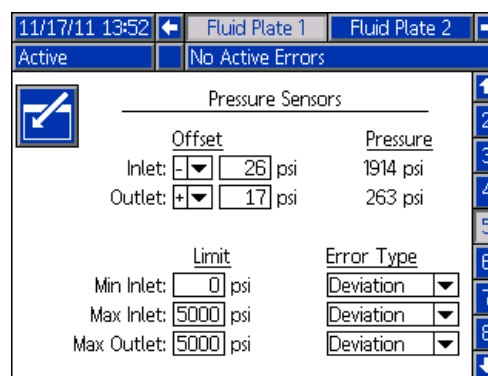 11/17/11 13:52 Fluid Plate 1 Fluid Plate 2
Active No Active Errors
Pressure Sensors
Offset Pressure
Inlet: - 26 psi 1914 psi
Outlet: + 17 psi 263 psi
Limit Error Type
Min Inlet: 0 psi Deviation
Max Inlet: 5000 psi Deviation
Max Outlet: 5000 psi Deviation
2
3
4
5
6
7
8